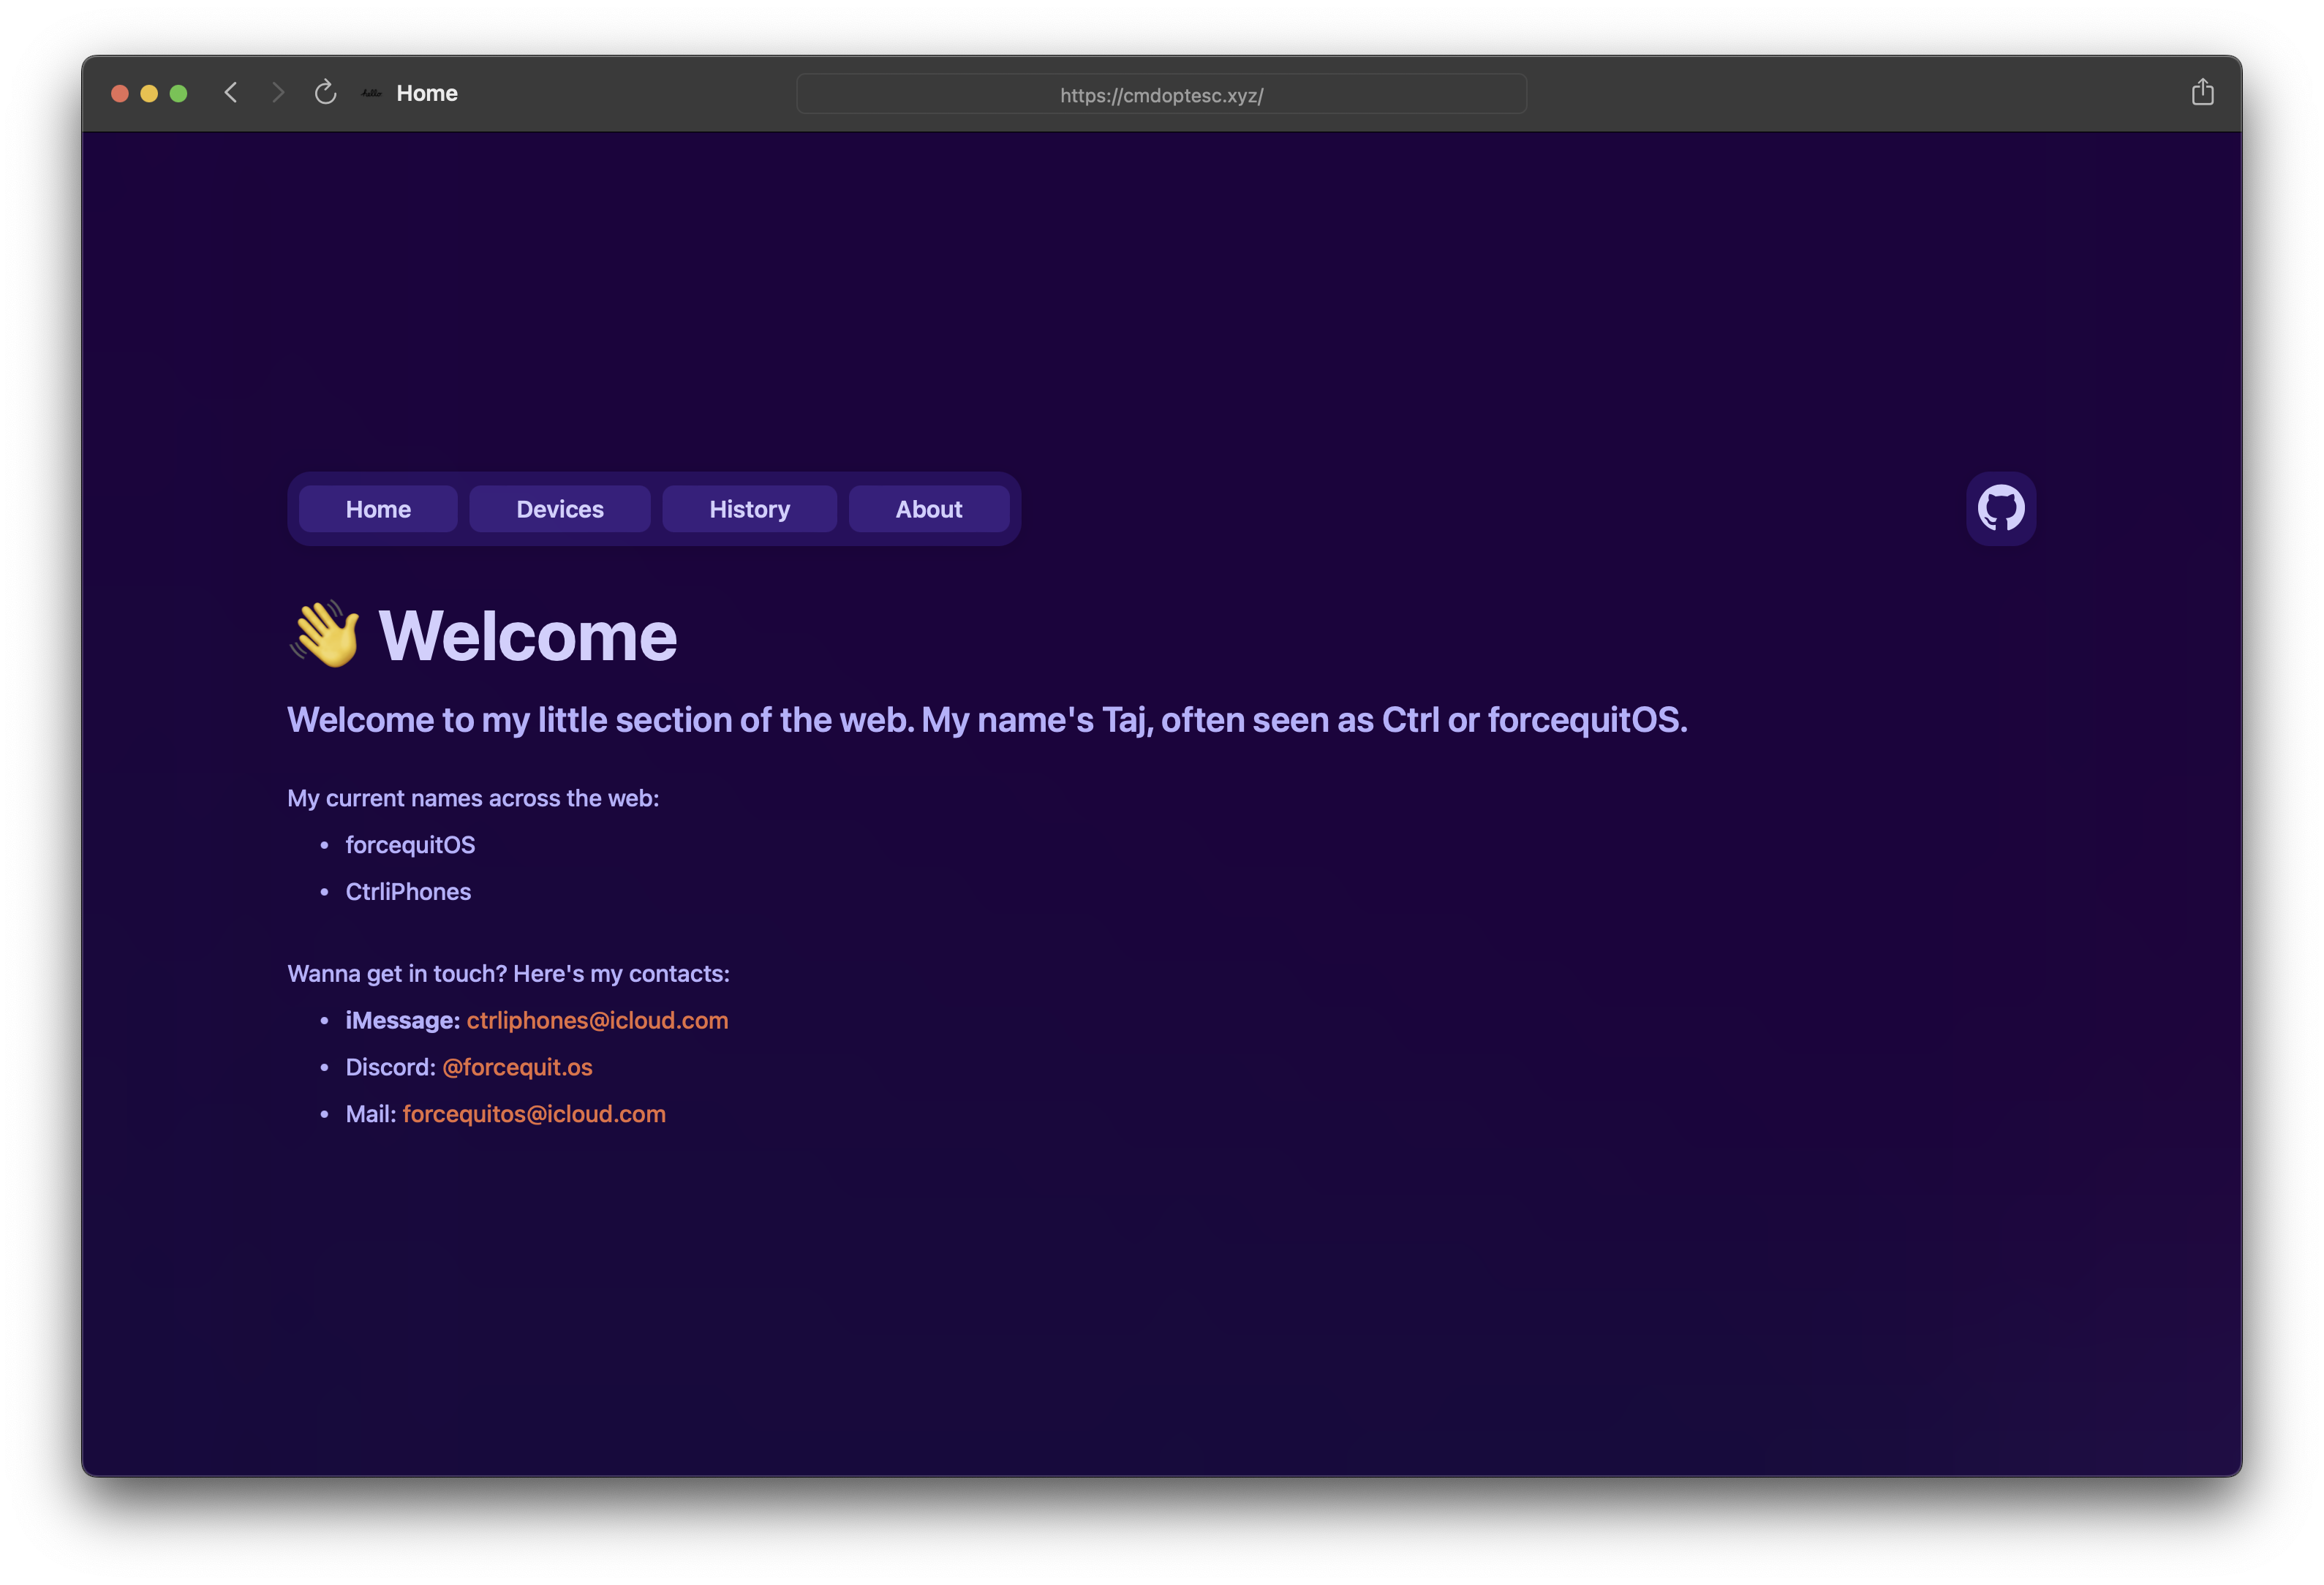 Home
https://cmdoptesc.xyz/
Home
Devices
History
About
👋 Welcome
Welcome to my little section of the web. My name's Taj, often seen as Ctrl or forcequitOS.
My current names across the web:
• forcequitOS
• CtrliPhones
Wanna get in touch? Here's my contacts:
• iMessage: ctrliphones@icloud.com
• Discord: @forcequit.os
• Mail: forcequitos@icloud.com